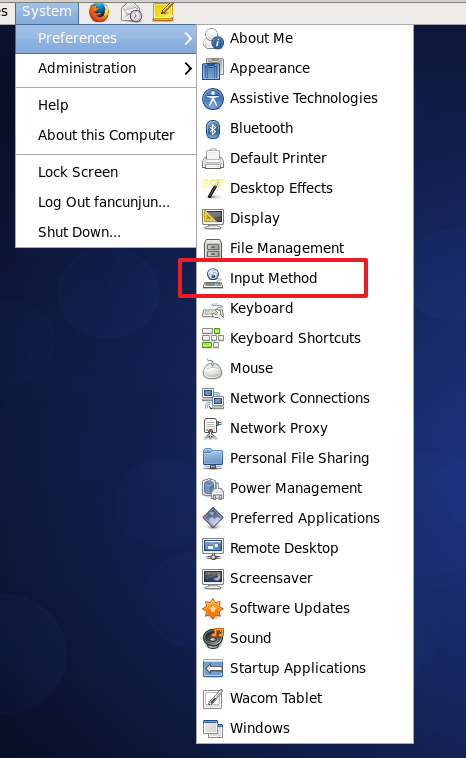 s System
Preferences
Administration
Help
About this Computer
Lock Screen
Log Out fancunjun...
Shut Down...
About Me
Appearance
Assistive Technologies
Bluetooth
Default Printer
Desktop Effects
Display
File Management
Input Method
Keyboard
Keyboard Shortcuts
Mouse
Network Connections
Network Proxy
Personal File Sharing
Power Management
Preferred Applications
Remote Desktop
Screensaver
Software Updates
Sound
Startup Applications
Wacom Tablet
Windows